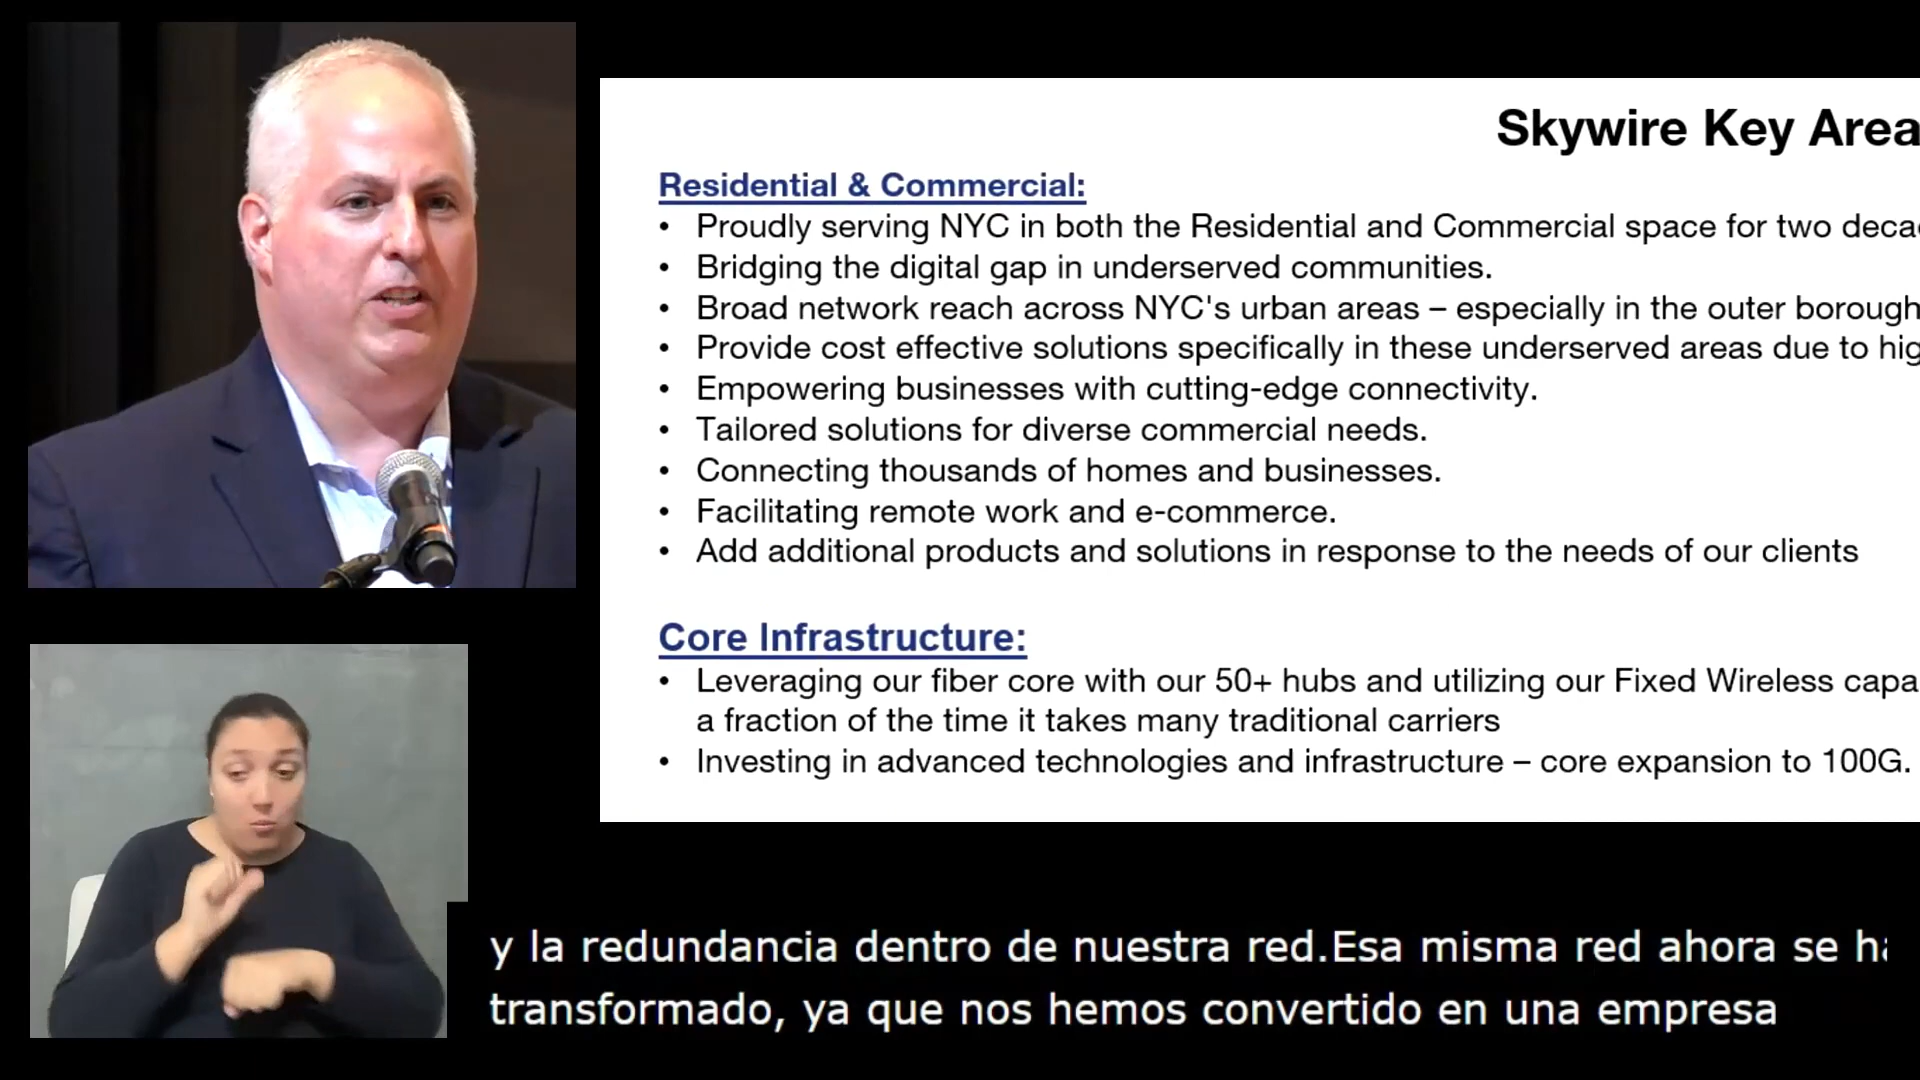 Skywire Key Area
Residential & Commercial:
• Proudly serving NYC in both the Residential and Commercial space for two
• Bridging the digital gap in underserved communities.
• Broad network reach across NYC's urban areas – especially in the outer
• Provide cost effective solutions specifically in these underserved areas due to
• Empowering businesses with cutting-edge connectivity.
• Tailored solutions for diverse commercial needs.
• Connecting thousands of homes and businesses.
• Facilitating remote work and e-commerce.
• Add additional products and solutions in response to the needs of our clients
Core Infrastructure:
• Leveraging our fiber core with our 50+ hubs and utilizing our Fixed Wireless
a fraction of the time it takes many traditional carriers
• Investing in advanced technologies and infrastructure – core expansion to 100G.
y la redundancia dentro de nuestra red.Esa misma red ahora se
transformado, ya que nos hemos convertido en una empresa